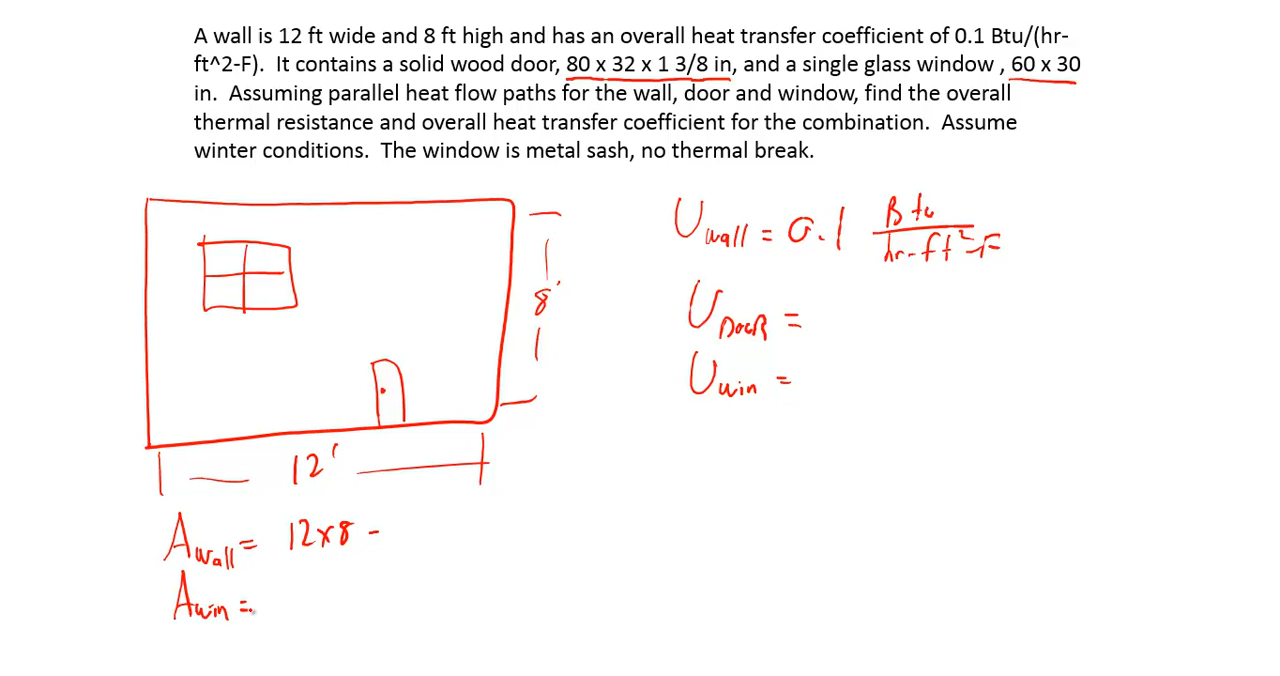 A wall is 12 ft wide and 8 ft high and has an overall heat transfer coefficient of 0.1 Btu/(hr-
ft^2-F). It contains a solid wood door, 80 x 32 x 1 3/8 in, and a single glass window , 60 x 30
in. Assuming parallel heat flow paths for the wall, door and window, find the overall
thermal resistance and overall heat transfer coefficient for the combination. Assume
winter conditions. The window is metal sash, no thermal break.
U wall = 0.1 Btu/hr-ft²-F
8'
U DOOR =
U win =
12'
A wall = 12x8 -
A win =